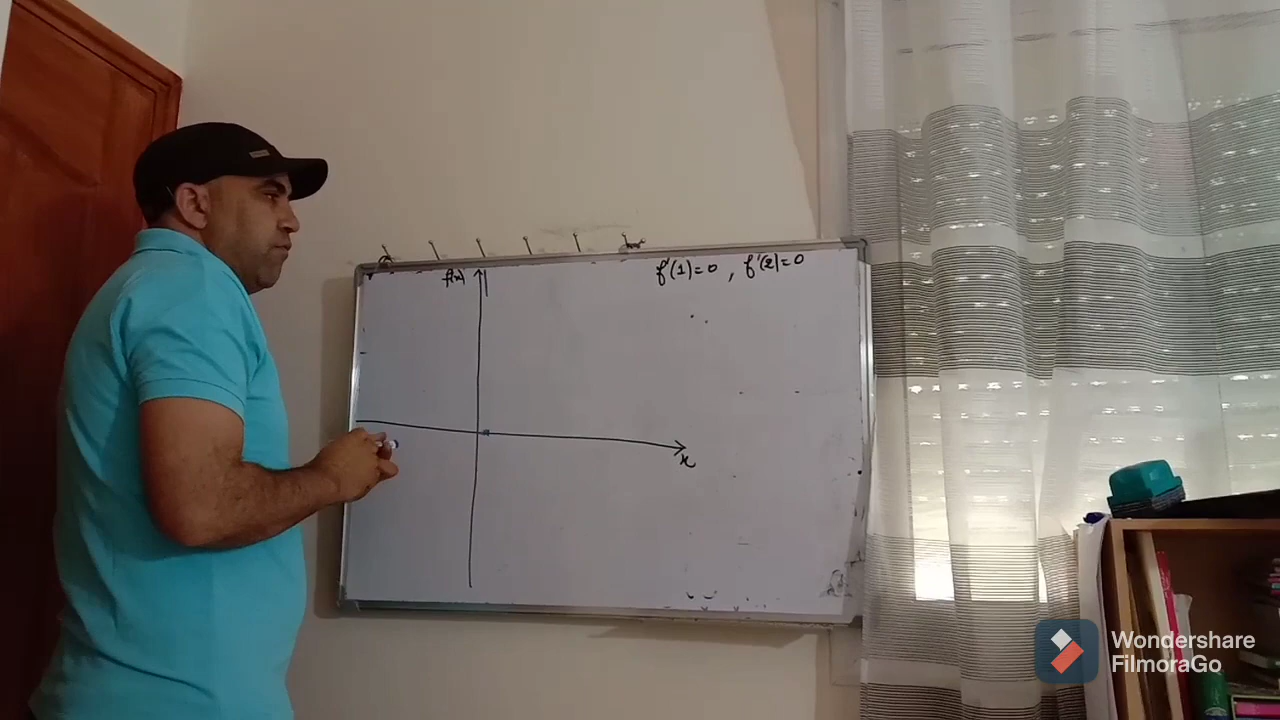 f(x)
f'(1)=0 , f'(2)=0
x
Wondershare
FilmoraGo